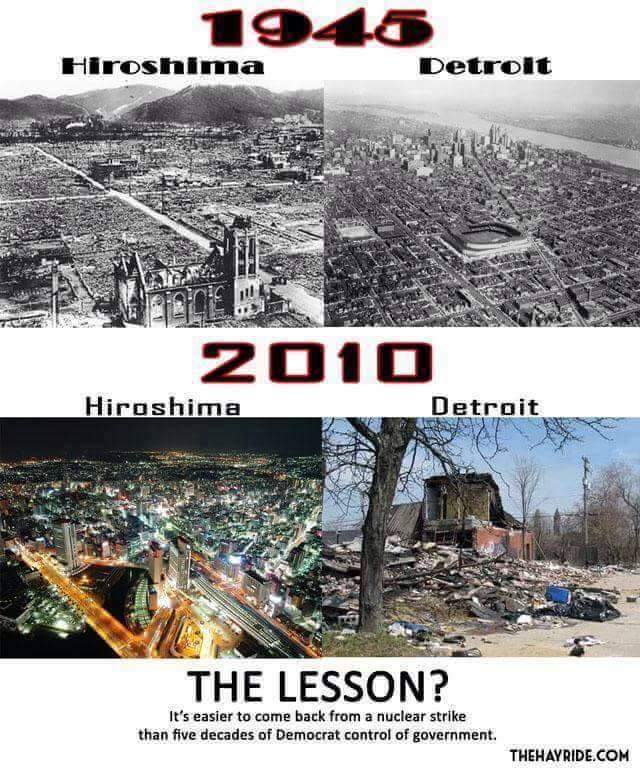 1945
Hiroshima Detroit
2010
Hiroshima Detroit
THE LESSON?
It's easier to come back from a nuclear strike
than five decades of Democrat control of government.
THEHAYRIDE.COM